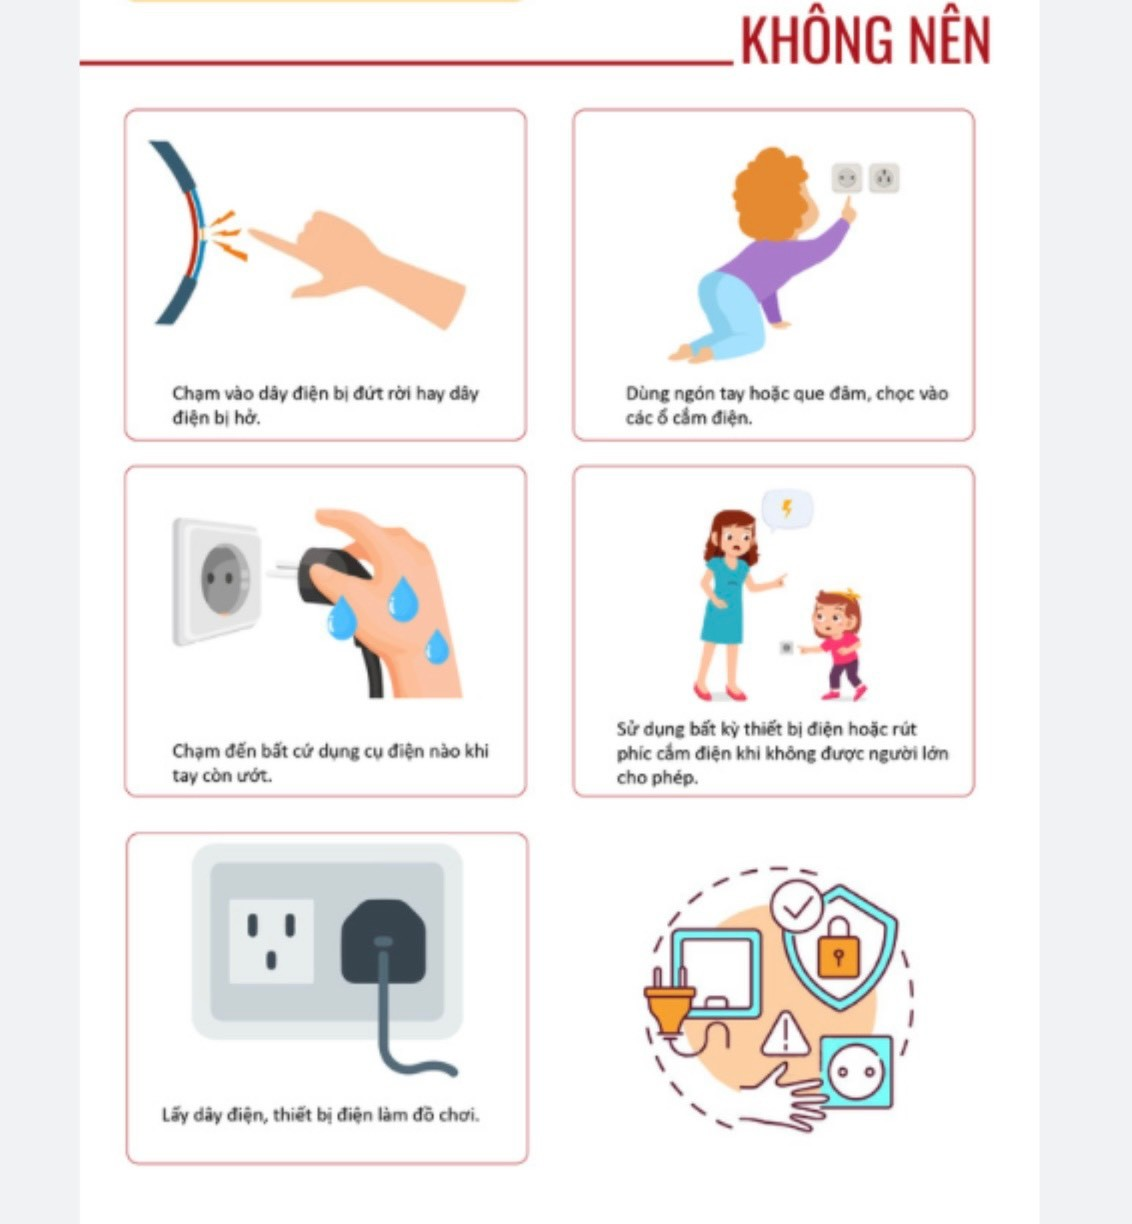 KHÔNG NÊN
Chạm vào dây điện bị đứt rời hay dây
điện bị hở.
Dùng ngón tay hoặc que đâm, chọc vào
các ổ cắm điện.
Chạm đến bất cứ dụng cụ điện nào khi
tay còn ướt.
Sử dụng bất kỳ thiết bị điện hoặc rút
phíc cắm điện khi không được người lớn
cho phép.
Lấy dây điện, thiết bị điện làm đồ chơi.